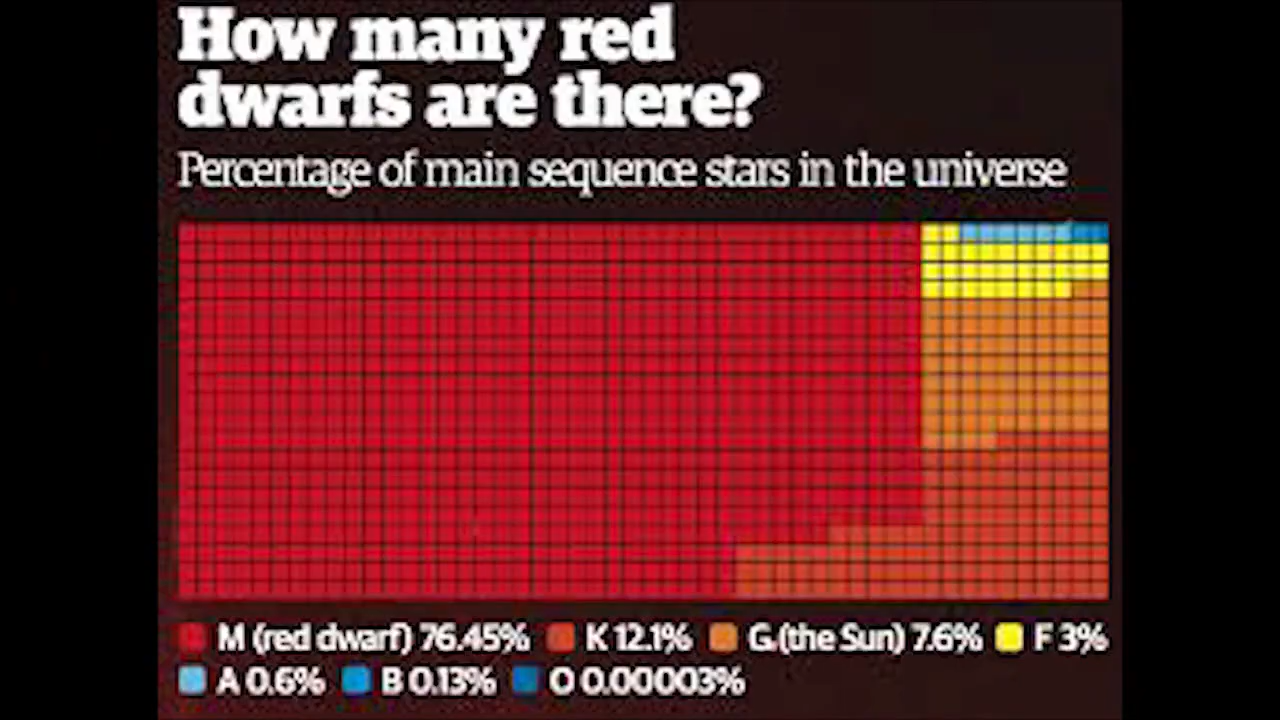 How many red
dwarfs are there?
Percentage of main sequence stars in the universe
M (red dwarf) 76.45% K 12.1% G (the Sun) 7.6% F 3%
A 0.6% B 0.13% O 0.00003%